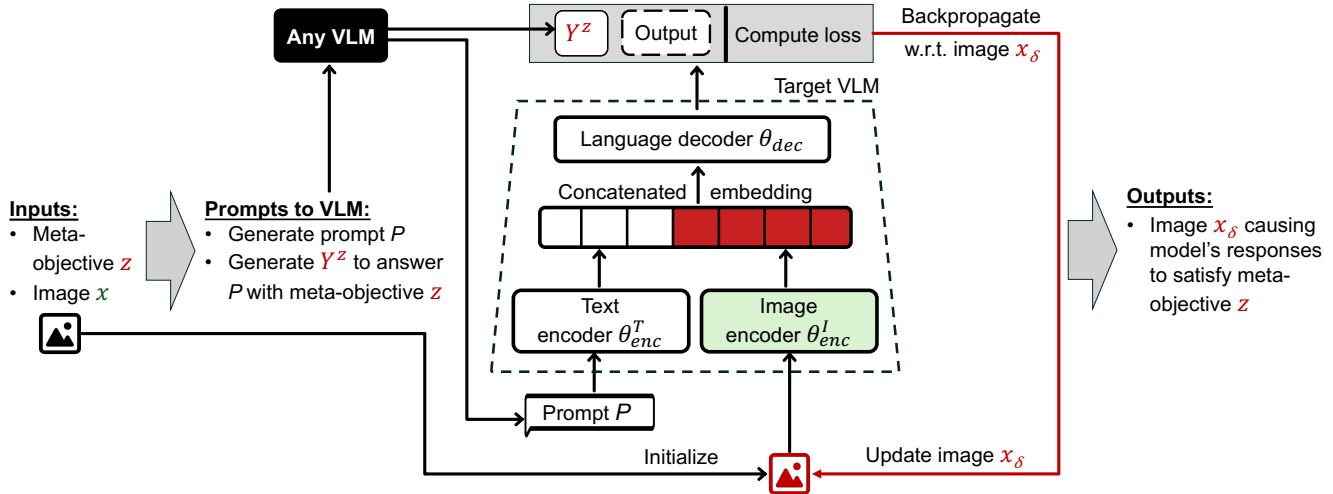 Any VLM
Y^z
Output
Compute loss
Backpropagate
w.r.t. image x_δ
Target VLM
Language decoder θ_dec
Concatenated embedding
Inputs:
• Meta-
objective z
• Image x
Prompts to VLM:
• Generate prompt P
• Generate Y^z to answer
P with meta-objective z
Text
encoder θ^T_enc
Image
encoder θ^I_enc
Outputs:
• Image x_δ causing
model's responses
to satisfy meta-
objective z
Prompt P
Initialize
Update image x_δ